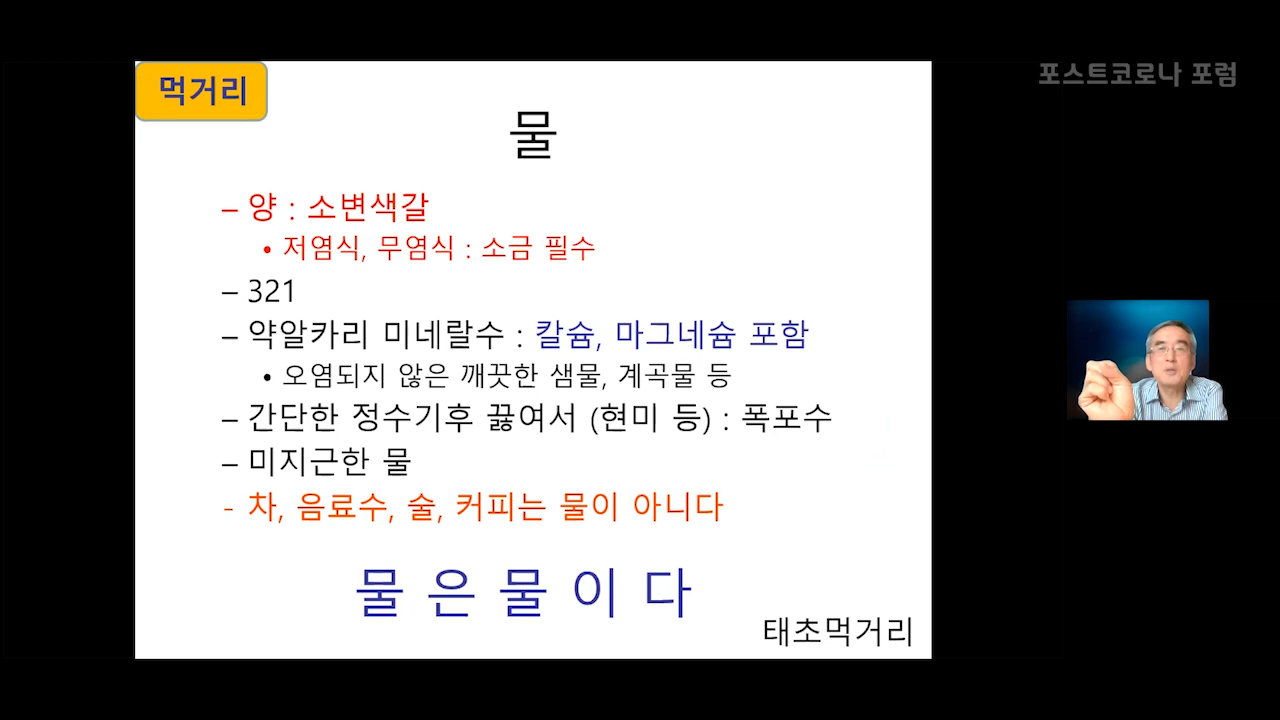 포스트코로나 포럼
먹거리
물
– 양 : 소변색갈
• 저염식, 무염식 : 소금 필수
– 321
– 약알카리 미네랄수 : 칼슘, 마그네슘 포함
• 오염되지 않은 깨끗한 샘물, 계곡물 등
– 간단한 정수기후 끓여서 (현미 등) : 폭포수
– 미지근한 물
- 차, 음료수, 술, 커피는 물이 아니다
물 은 물 이 다
태초먹거리